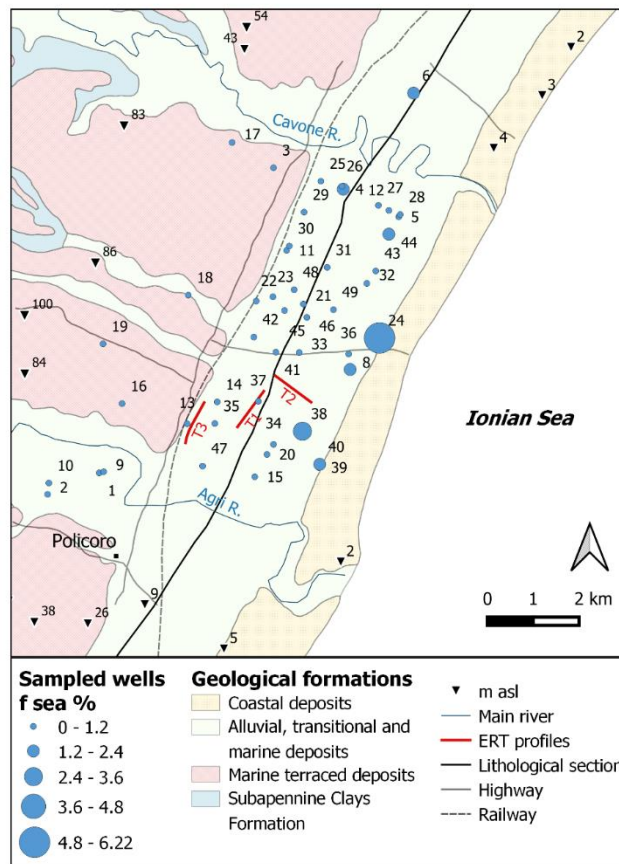 54
43
2
6
3
83
Cavone R.
4
17
3
25
26
29
4
12
27
28
5
30
44
11
43
31
86
32
18
22
23
48
21
49
100
24
42
46
19
45
36
33
84
8
41
16
14
37
13
35
T2
38
T1
34
T3
Ionian Sea
47
40
10
9
20
39
2
1
15
Agri R.
Policoro
2
9
38
26
5
0 1 2 km
Sampled wells
f sea %
0 - 1.2
1.2 - 2.4
2.4 - 3.6
3.6 - 4.8
4.8 - 6.22
Geological formations
Coastal deposits
Alluvial, transitional and
marine deposits
Marine terraced deposits
Subapennine Clays
Formation
m asl
Main river
ERT profiles
Lithological section
Highway
Railway